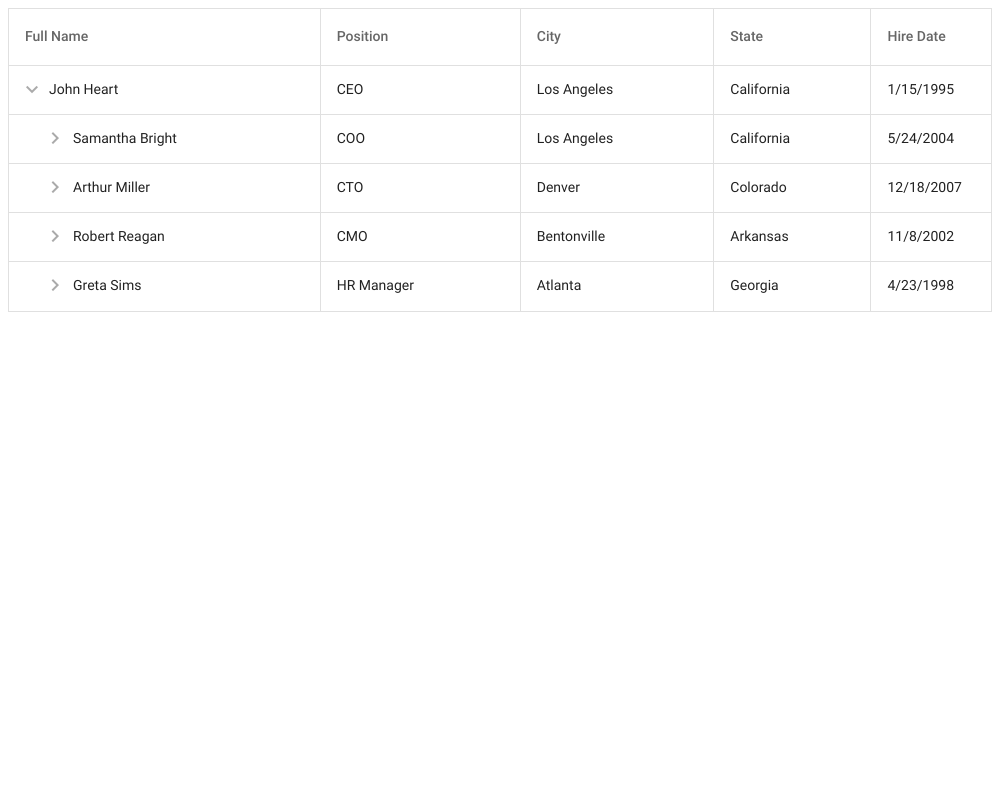 Full Name Position City State Hire Date
John Heart CEO Los Angeles California 1/15/1995
Samantha Bright COO Los Angeles California 5/24/2004
Arthur Miller CTO Denver Colorado 12/18/2007
Robert Reagan CMO Bentonville Arkansas 11/8/2002
Greta Sims HR Manager Atlanta Georgia 4/23/1998